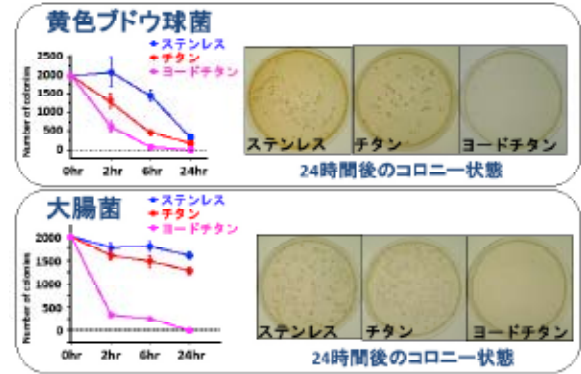 黄色ブドウ球菌
ステンレス
チタン
ヨードチタン
Number of colonies
2500
2000
1500
1000
500
0
0hr 2hr 6hr 24hr
ステンレス チタン ヨードチタン
24時間後のコロニー状態
大腸菌
ステンレス
チタン
ヨードチタン
Number of colonies
2000
1500
1000
500
0
0hr 2hr 6hr 24hr
ステンレス チタン ヨードチタン
24時間後のコロニー状態